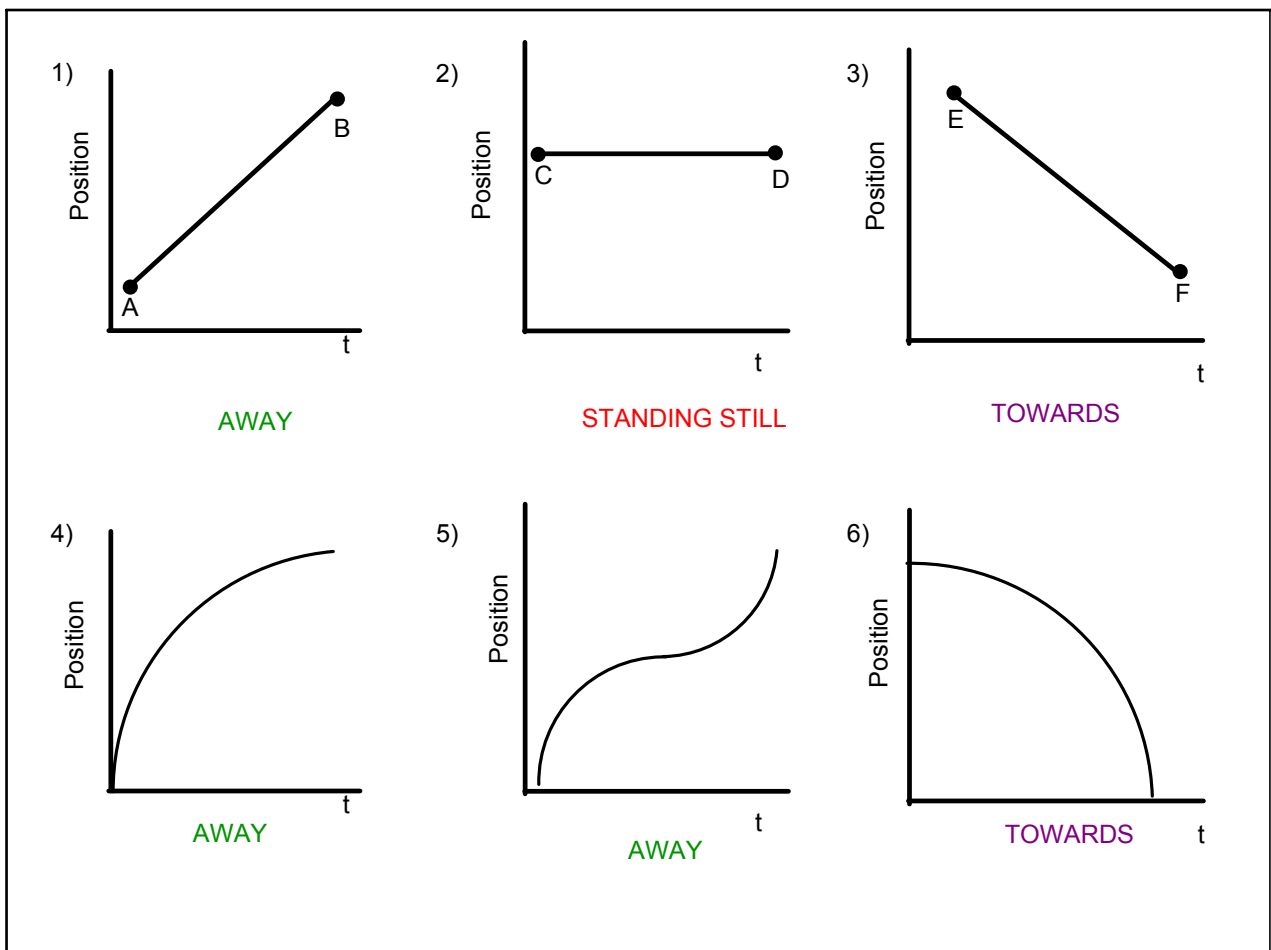 1)
Position
A
B
t
AWAY
2)
Position
C
D
t
STANDING STILL
3)
Position
E
F
t
TOWARDS
4)
Position
t
AWAY
5)
Position
t
AWAY
6)
Position
t
TOWARDS